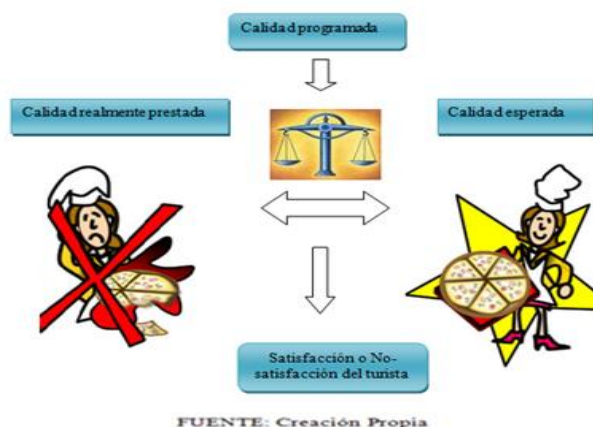 Calidad programada
Calidad realmente prestada
Calidad esperada
Satisfacción o No-
satisfacción del turista
FUENTE: Creación Propia